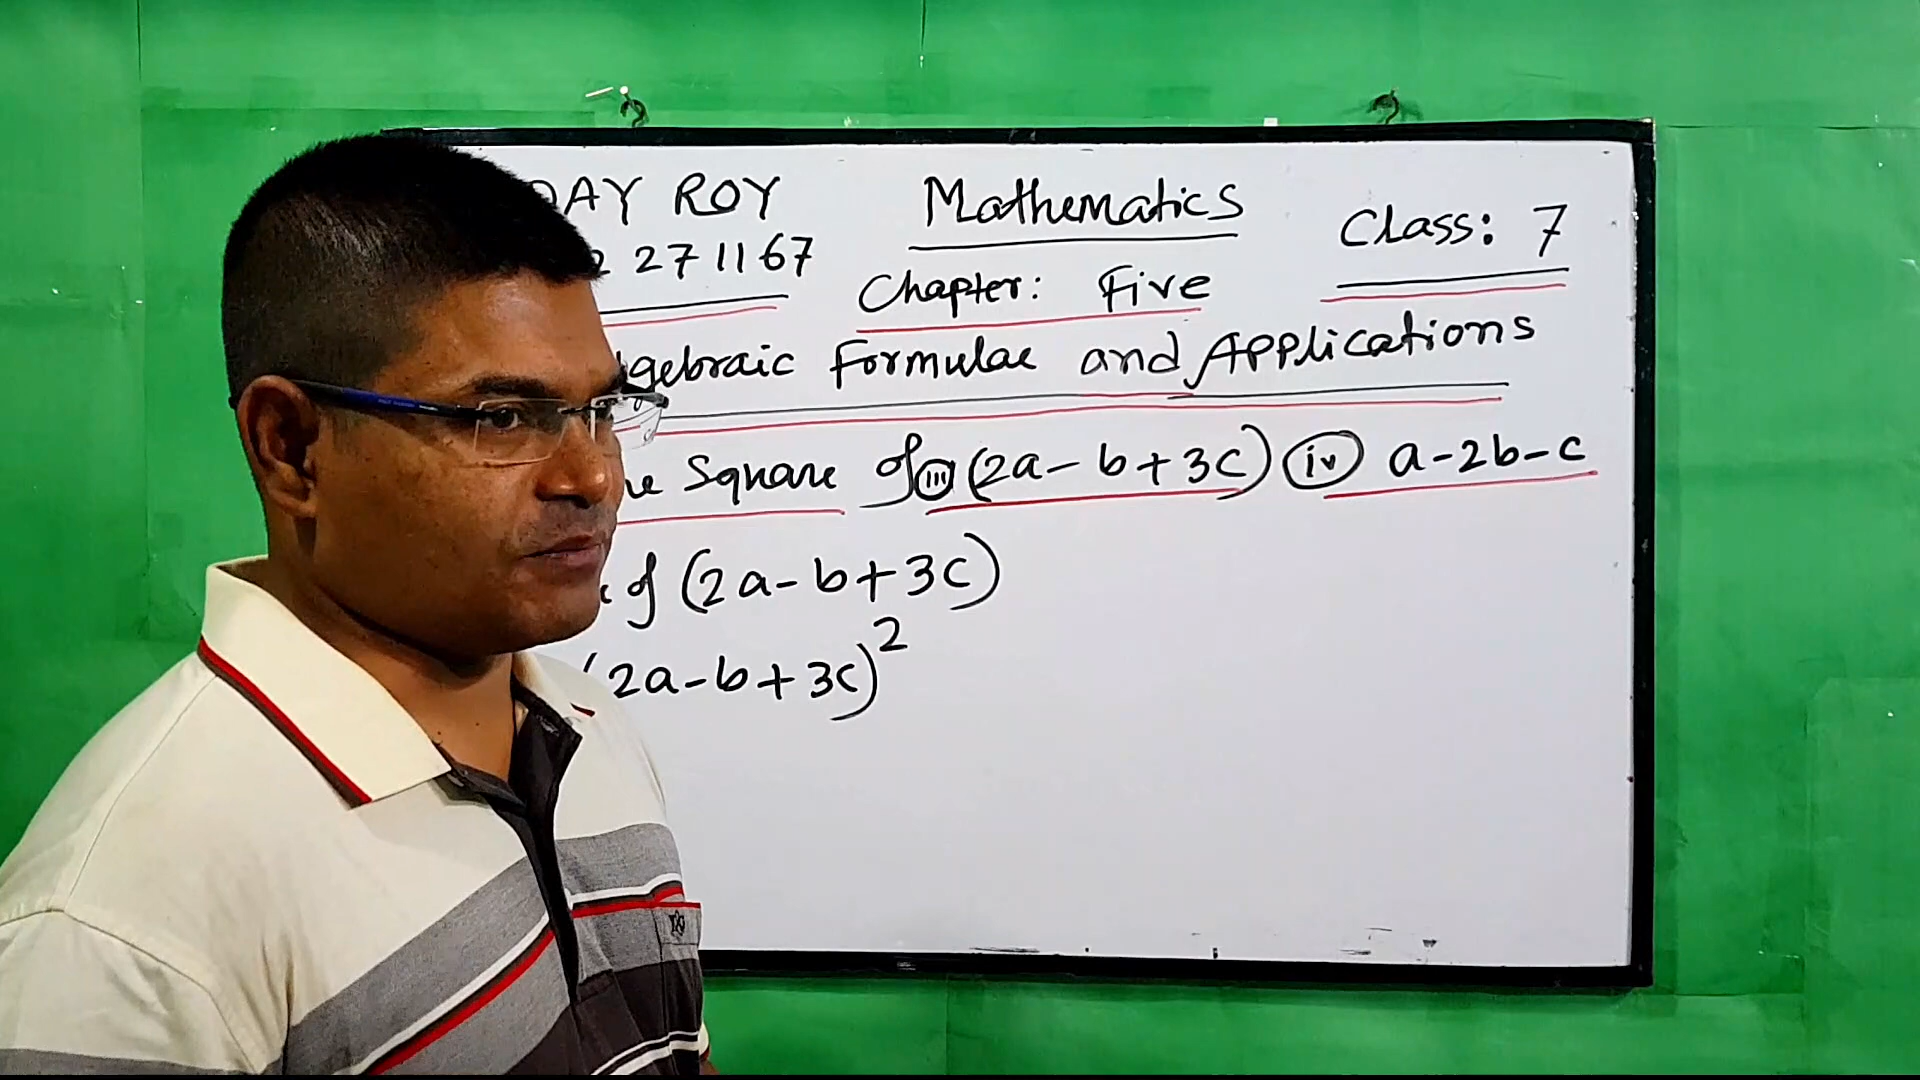 DAY ROY Mathematics Class: 7
2 271167
Chapter: Five
gebraic Formulae and Applications
Square of (iii) (2a-b+3c) (iv) a-2b-c
of (2a-b+3c)
(2a-b+3c)²